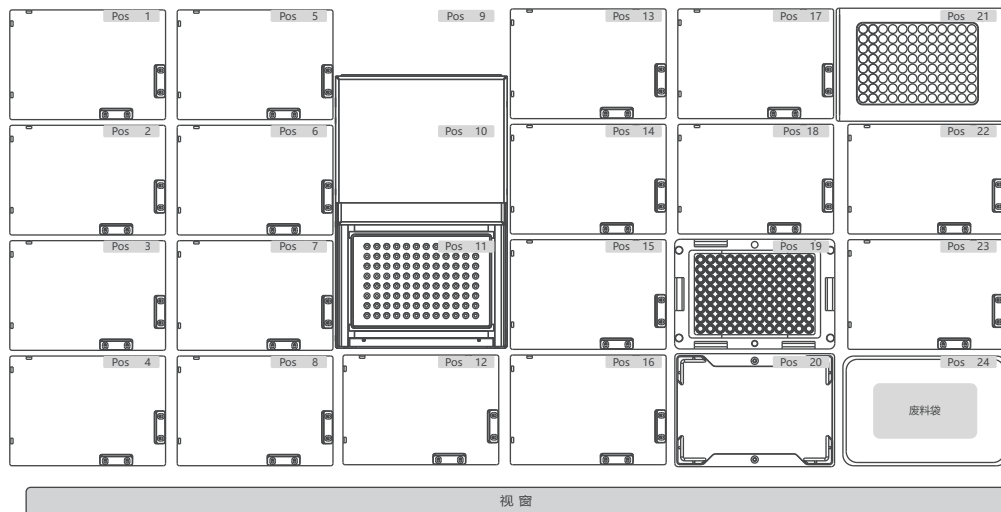 Pos 1
Pos 5
Pos 9
Pos 13
Pos 17
Pos 21
Pos 2
Pos 6
Pos 10
Pos 14
Pos 18
Pos 22
Pos 3
Pos 7
Pos 11
Pos 15
Pos 19
Pos 23
Pos 4
Pos 8
Pos 12
Pos 16
Pos 20
Pos 24
废料袋
视窗